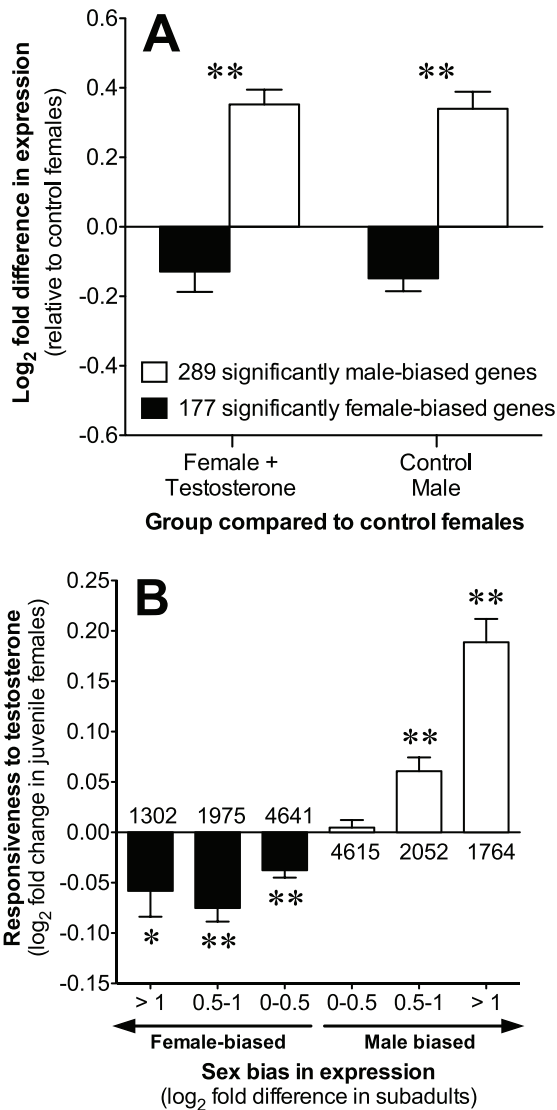 A
Log2 fold difference in expression
(relative to control females)
0.6
0.4
0.2
0.0
-0.2
-0.4
-0.6
**
**
289 significantly male-biased genes
177 significantly female-biased genes
Female +
Testosterone
Control
Male
Group compared to control females
B
Responsiveness to testosterone
(log2 fold change in juvenile females)
0.25
0.20
0.15
0.10
0.05
0.00
-0.05
-0.10
-0.15
**
**
1302 1975 4641
4615 2052 1764
* ** **
> 1 0.5-1 0-0.5 0-0.5 0.5-1 > 1
Female-biased Male biased
Sex bias in expression
(log2 fold difference in subadults)